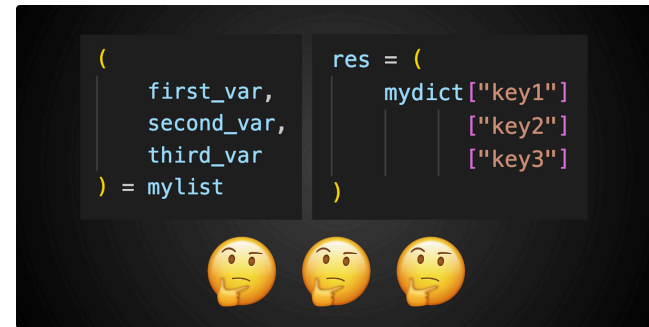 (
first_var,
second_var,
third_var
) = mylist
res = (
mydict["key1"]
["key2"]
["key3"]
)